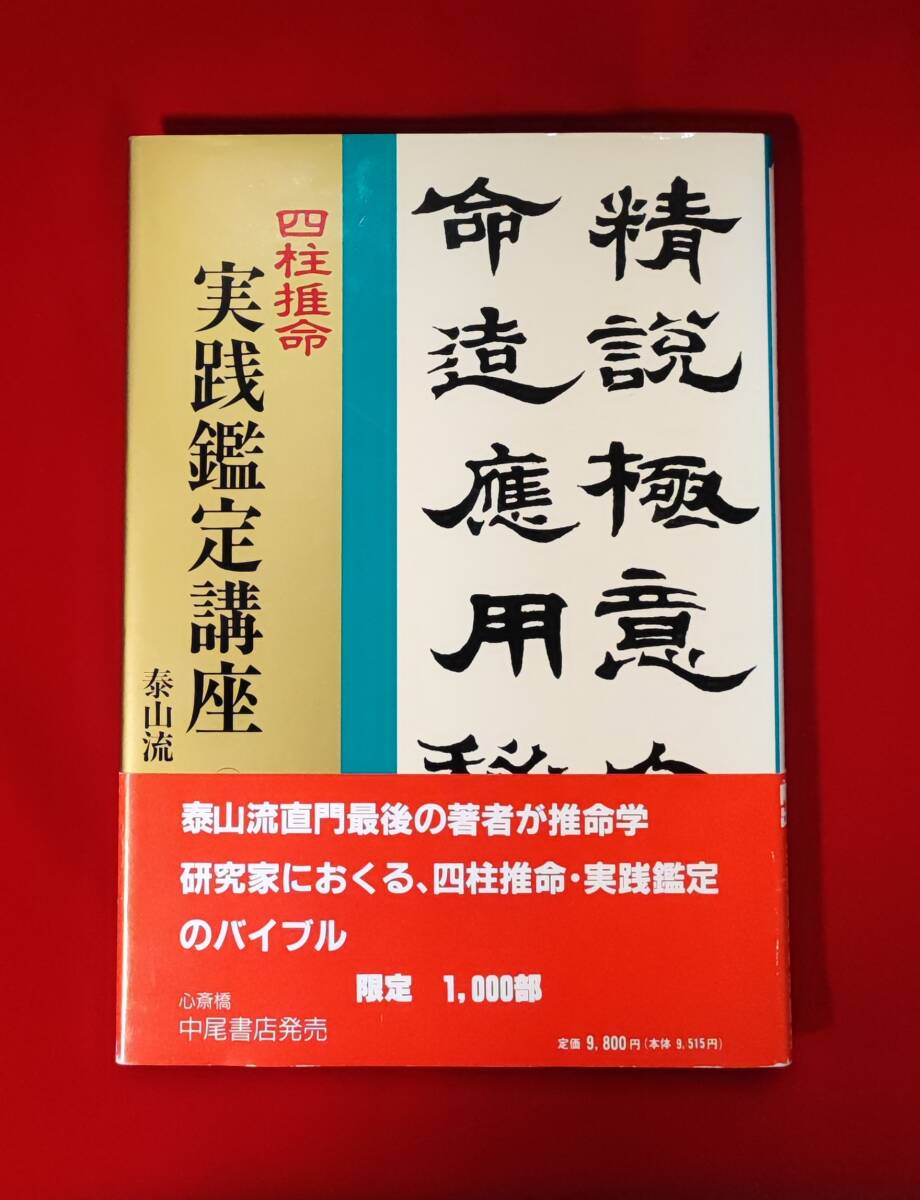 精説極意
命造應用
四柱推命
実践鑑定講座
泰山流
泰山流直門最後の著者が推命学
研究家におくる、四柱推命・実践鑑定
のバイブル
限定 1,000部
心斎橋
中尾書店発売
定価 9,800円(本体 9,515円)